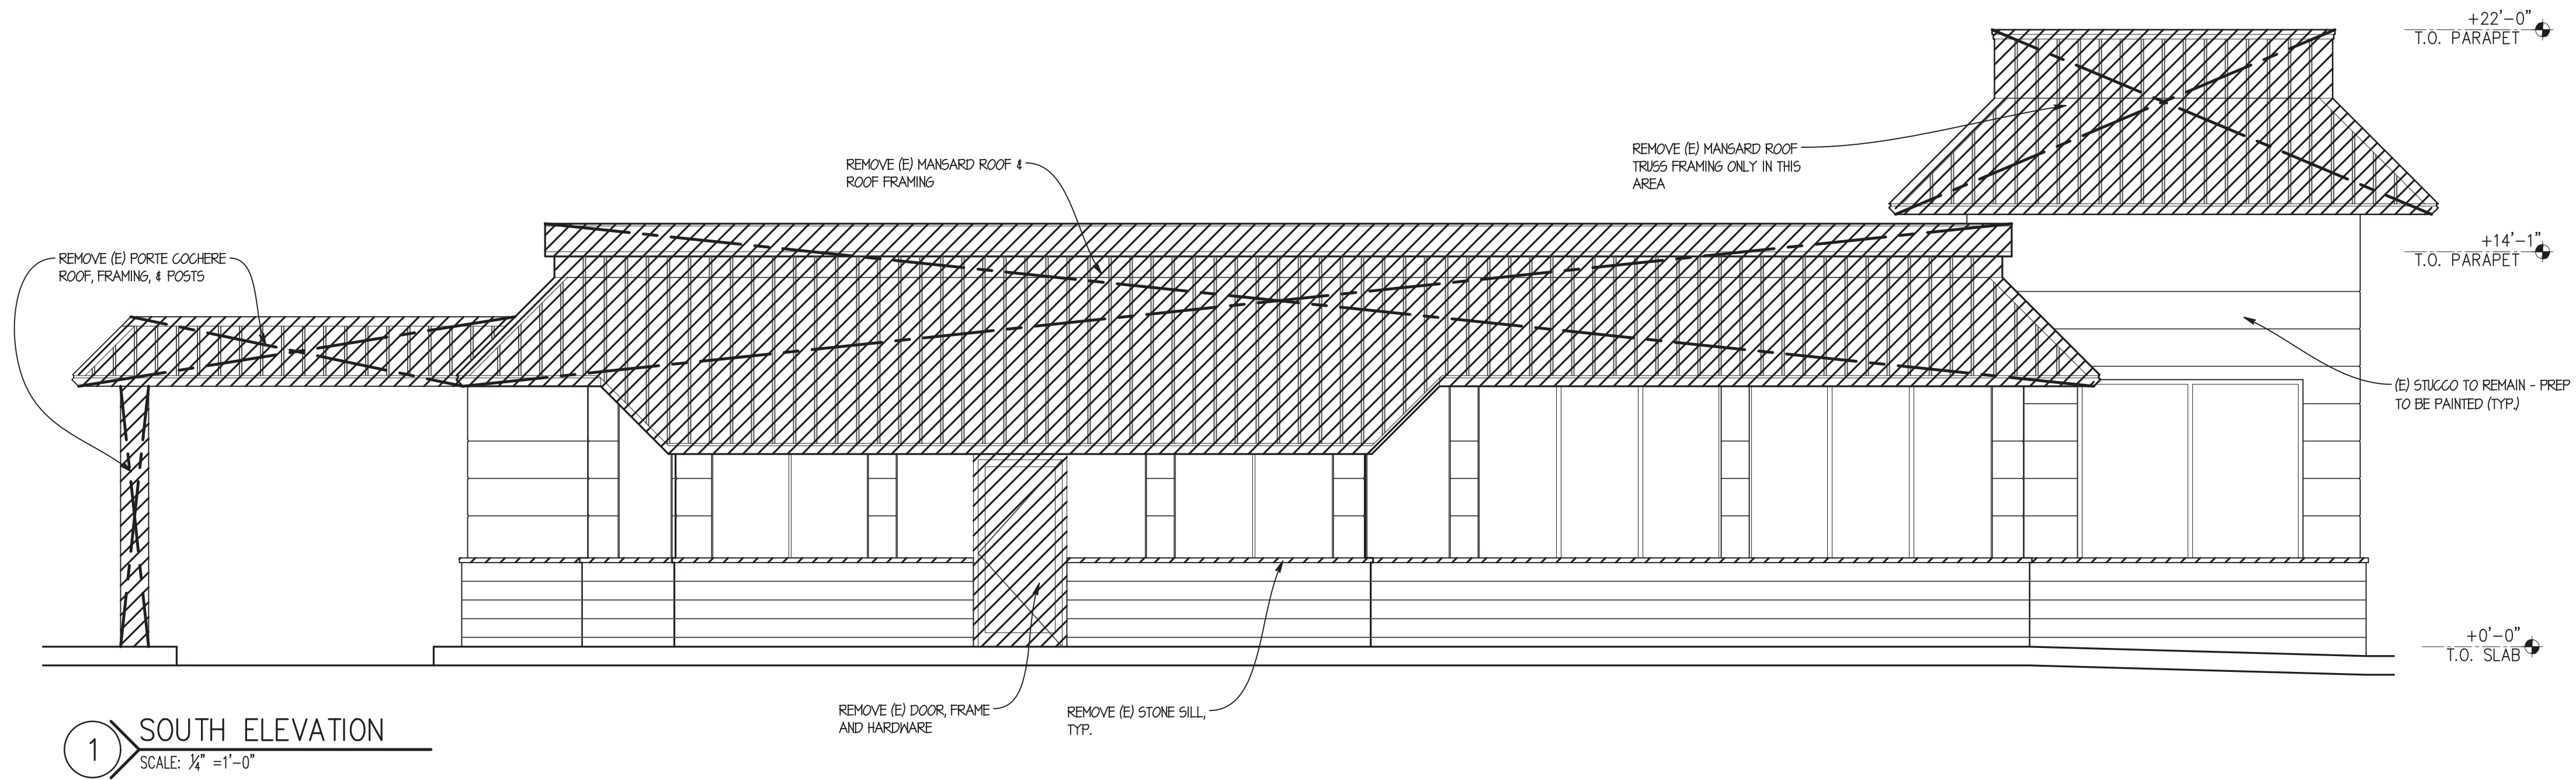 +22'-0"
T.O. PARAPET
REMOVE (E) MANSARD ROOF
TRUSS FRAMING ONLY IN THIS
AREA
REMOVE (E) MANSARD ROOF &
ROOF FRAMING
+14'-1"
T.O. PARAPET
REMOVE (E) PORTE COCHERE
ROOF, FRAMING, & POSTS
(E) STUCCO TO REMAIN - PREP
TO BE PAINTED (TYP.)
+0'-0"
T.O. SLAB
REMOVE (E) DOOR, FRAME
AND HARDWARE
REMOVE (E) STONE SILL,
TYP.
1
SOUTH ELEVATION
SCALE: 1/4" =1'-0"